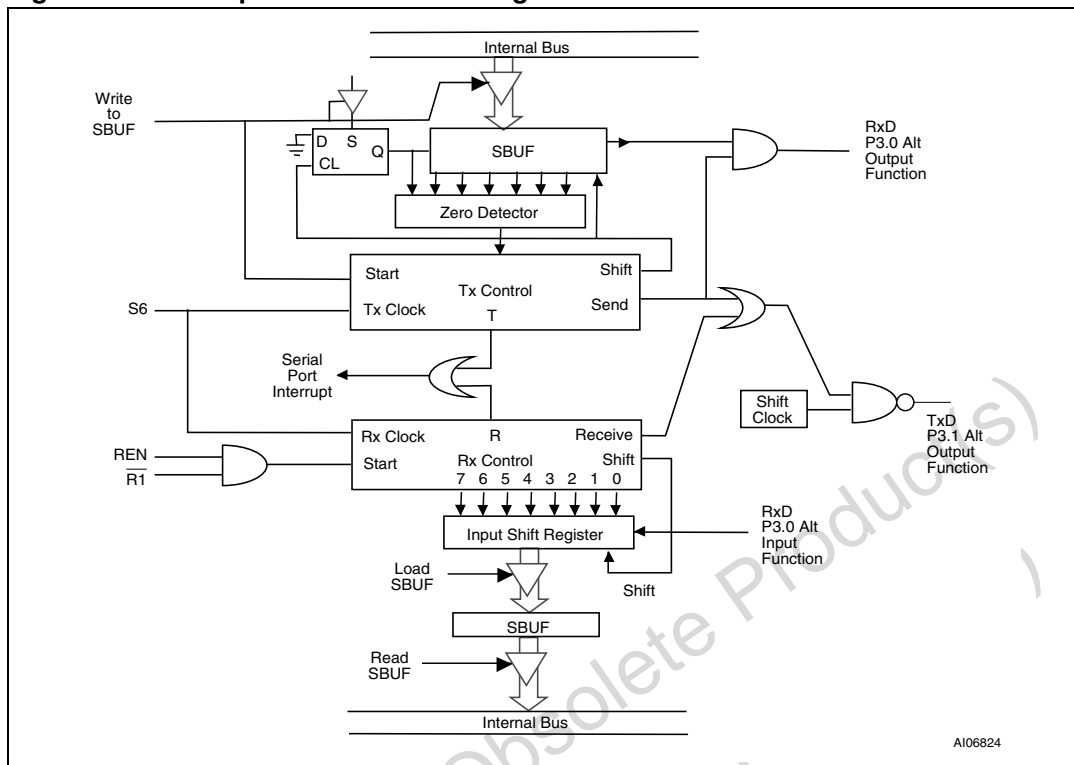 Internal Bus
Write
to
SBUF
D S
Q
CL
SBUF
RxD
P3.0 Alt
Output
Function
Zero Detector
Start
Shift
Tx Control
S6
Tx Clock
Send
T
Serial
Port
Interrupt
Shift
Clock
TxD
P3.1 Alt
Output
Function
Rx Clock
R
Receive
REN
R1
Start
Rx Control
Shift
7 6 5 4 3 2 1 0
RxD
P3.0 Alt
Input
Function
Input Shift Register
Load
SBUF
Shift
SBUF
Read
SBUF
Internal Bus
AI06824
Obsolete Product(s)